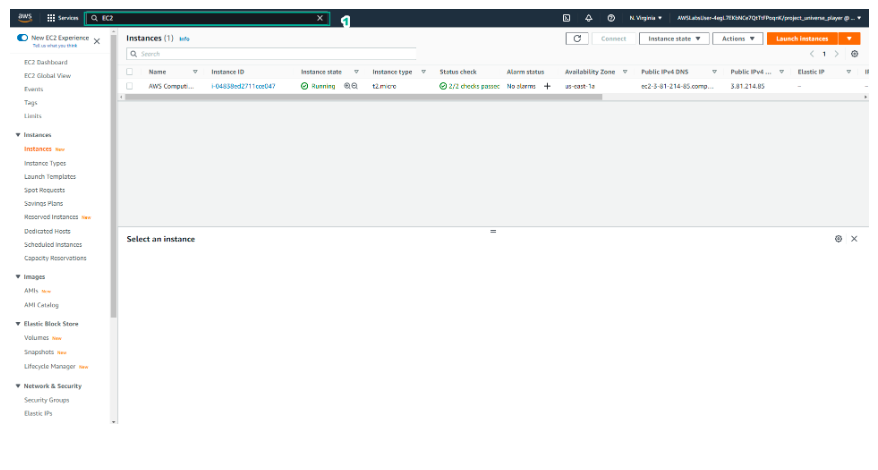 aws Services EC2 1 N. Virginia
New EC2 Experience
Tell us what you think
EC2 Dashboard
EC2 Global View
Events
Tags
Limits
Instances
Instances New
Instance Types
Launch Templates
Spot Requests
Savings Plans
Reserved Instances New
Dedicated Hosts
Scheduled Instances
Capacity Reservations
Images
AMIs New
AMI Catalog
Elastic Block Store
Volumes New
Snapshots New
Lifecycle Manager New
Network & Security
Security Groups
Elastic IPs
Instances (1) Info
Connect Instance state Actions Launch instances
Search
1
Name Instance ID Instance state Instance type Status check Alarm status Availability Zone Public IPv4 DNS Public IPv4 ... Elastic IP
AWS Computi... i-04838ed2711cce047 Running t2.micro 2/2 checks passec No alarms + us-east-1a ec2-3-81-214-85.comp... 3.81.214.85 –
Select an instance